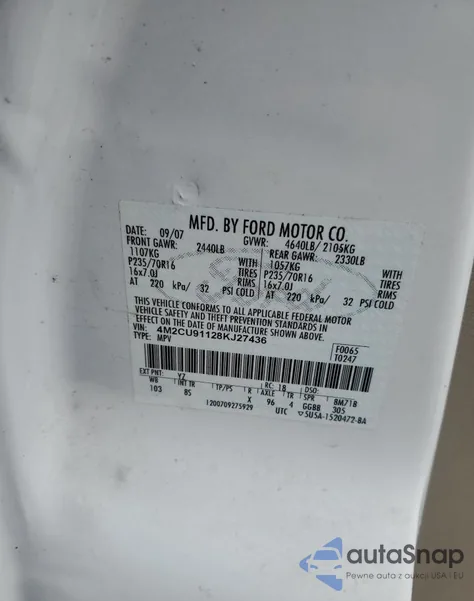 MFD. BY FORD MOTOR CO.
DATE: 09/07 GVWR: 4640LB/ 2105KG
FRONT GAWR: 2440LB REAR GAWR: 2330LB
1107KG WITH 1057KG WITH
P235/70R16 TIRES P235/70R16 TIRES
16x7.0J RIMS 16x7.0J RIMS
AT 220 kPa/ 32 PSI COLD AT 220 kPa/ 32 PSI COLD
THIS VEHICLE CONFORMS TO ALL APPLICABLE FEDERAL MOTOR
VEHICLE SAFETY AND THEFT PREVENTION STANDARDS IN
EFFECT ON THE DATE OF MANUFACTURE SHOWN ABOVE.
VIN: 4M2CU91128KJ27436 F0065
TYPE: MPV T0247
EXT PNT: YZ RC: 18 DSO:
WB INT TR TP/PS R AXLE TR SPR BM71B
103 8S X 96 4 GGBB 305
1200709275929 UTC ▽5U5A-1520472-BA
autoSnap
Pewne auta z aukcji USA i EU